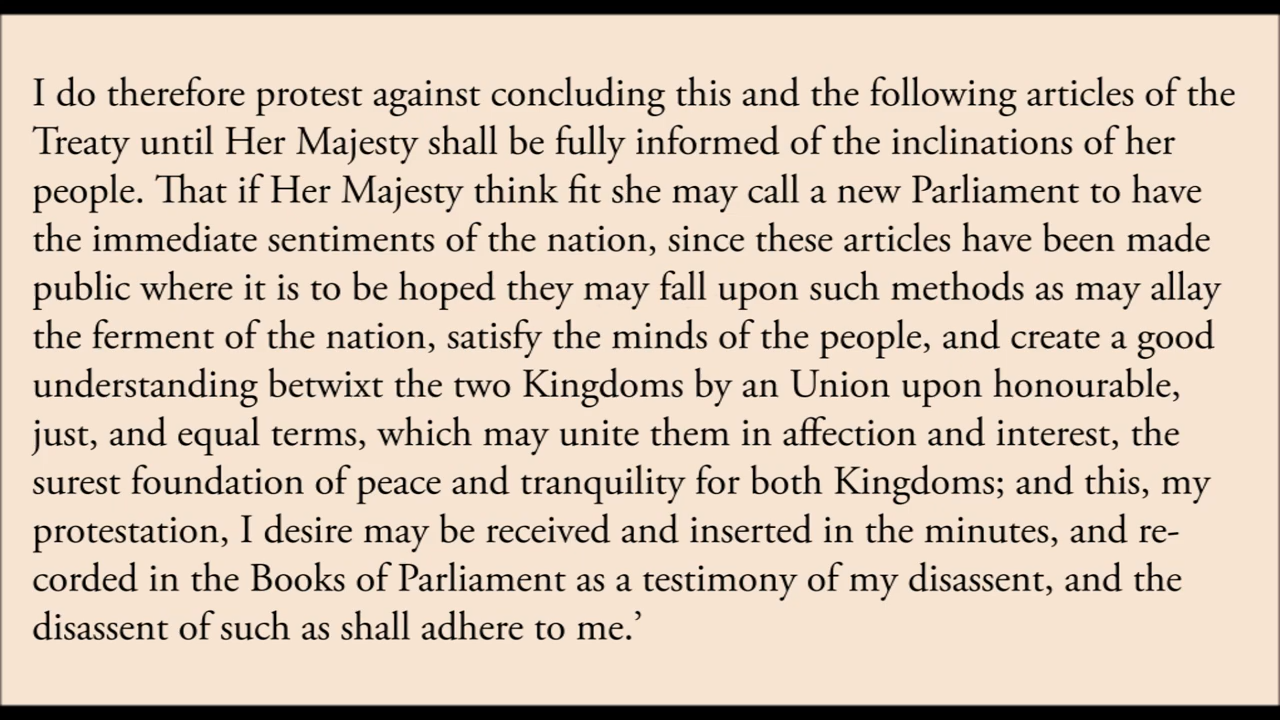 I do therefore protest against concluding this and the following articles of the
Treaty until Her Majesty shall be fully informed of the inclinations of her
people. That if Her Majesty think fit she may call a new Parliament to have
the immediate sentiments of the nation, since these articles have been made
public where it is to be hoped they may fall upon such methods as may allay
the ferment of the nation, satisfy the minds of the people, and create a good
understanding betwixt the two Kingdoms by an Union upon honourable,
just, and equal terms, which may unite them in affection and interest, the
surest foundation of peace and tranquility for both Kingdoms; and this, my
protestation, I desire may be received and inserted in the minutes, and re-
corded in the Books of Parliament as a testimony of my disassent, and the
disassent of such as shall adhere to me.’